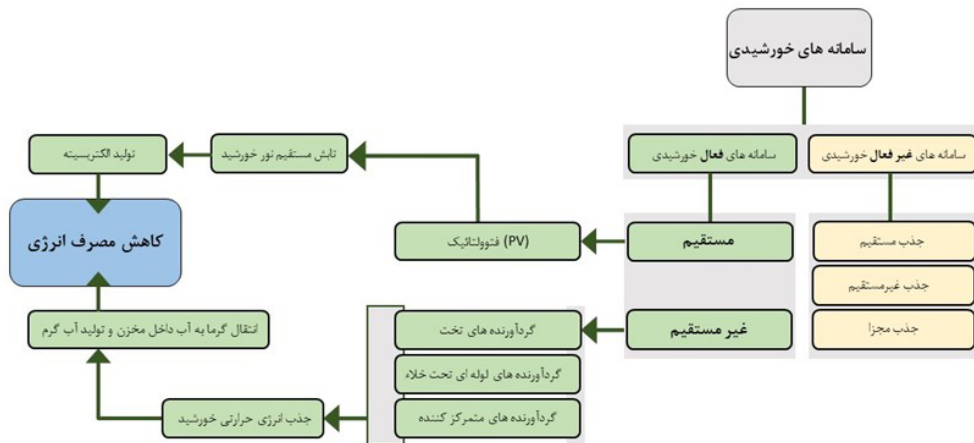 سامانه های خورشیدی
سامانه های غیر فعال خورشیدی
سامانه های فعال خورشیدی
تابش مستقیم نور خورشید
تولید الکتریسیته
جذب مستقیم
جذب غیرمستقیم
جذب مجزا
مستقیم
فتوولتائیک (PV)
کاهش مصرف انرژی
غیر مستقیم
گردآورنده های تخت
گردآورنده های لوله ای تحت خلاء
گردآورنده های متمرکز کننده
جذب انرژی حرارتی خورشید
انتقال گرما به آب داخل مخزن و تولید آب گرم